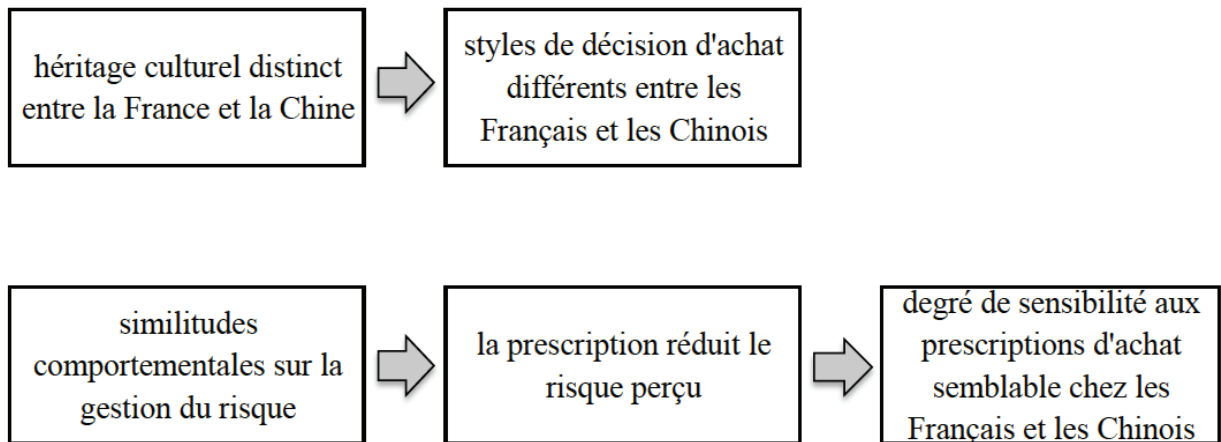 héritage culturel distinct
entre la France et la Chine
styles de décision d'achat
différents entre les
Français et les Chinois
similitudes
comportementales sur la
gestion du risque
la prescription réduit le
risque perçu
degré de sensibilité aux
prescriptions d'achat
semblable chez les
Français et les Chinois